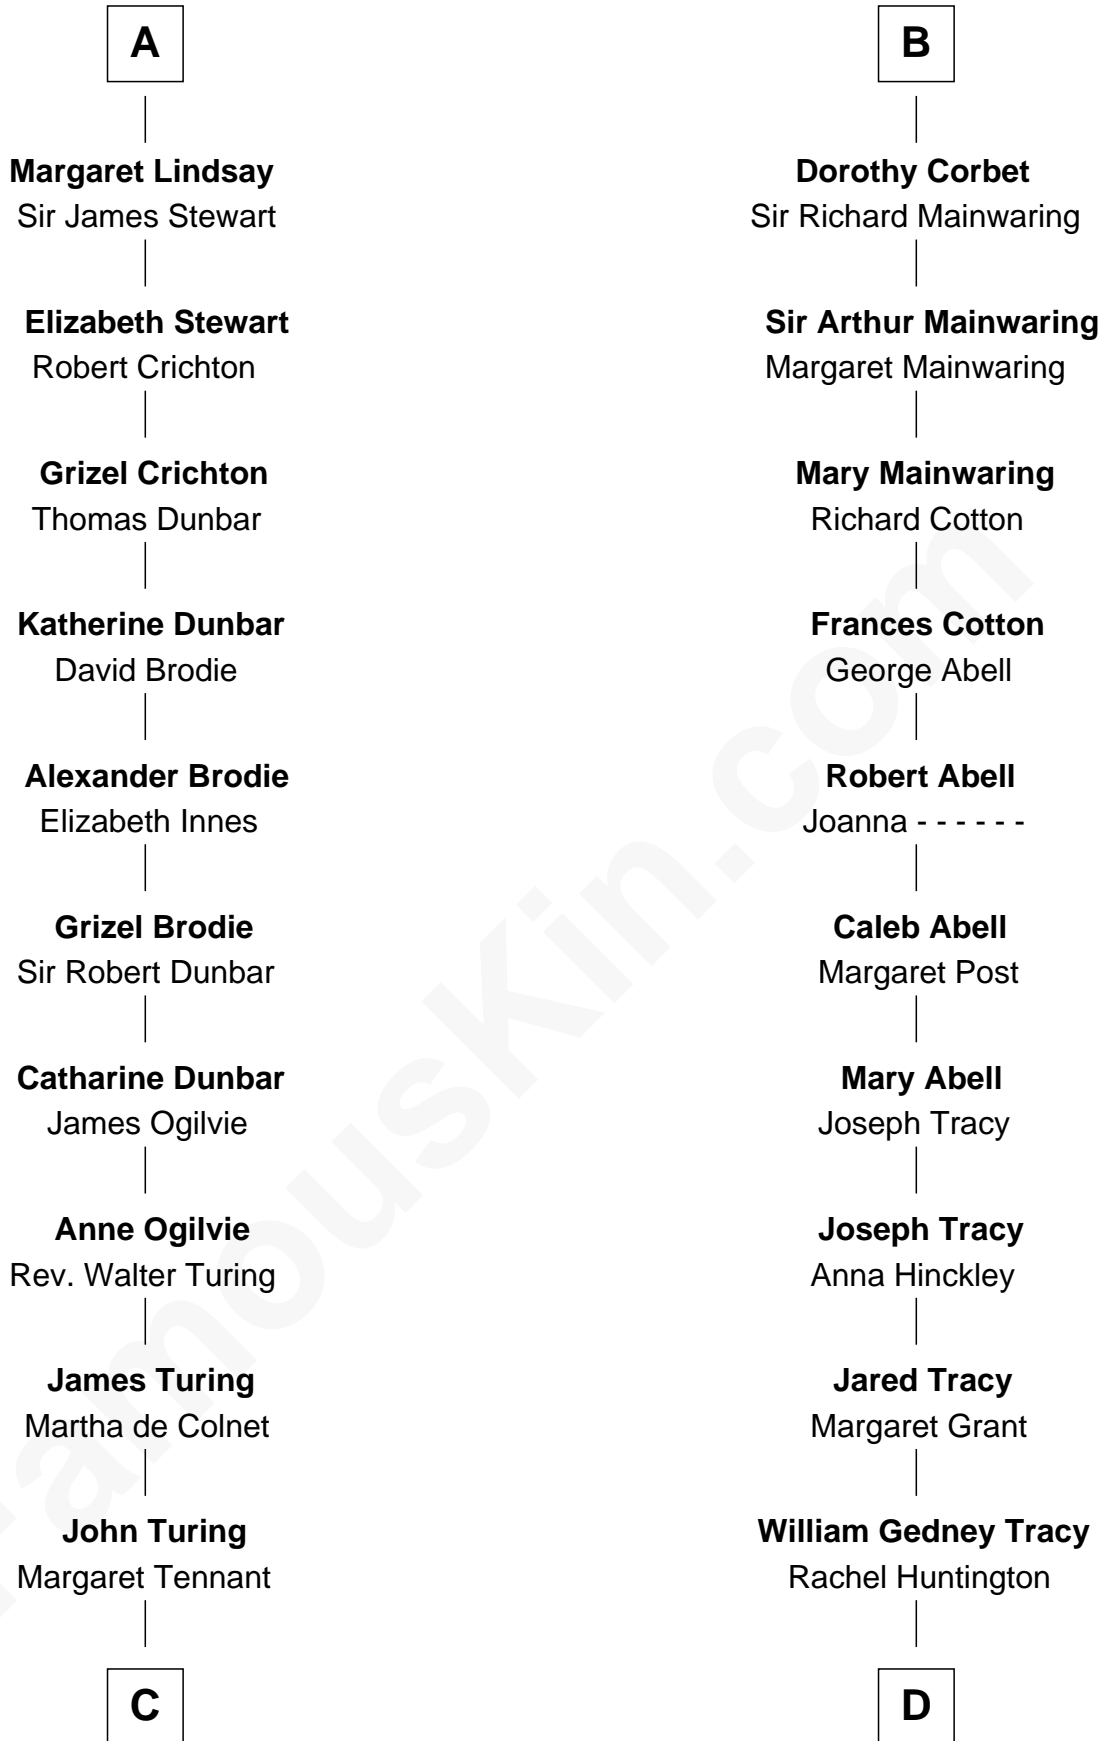 A
Margaret Lindsay
Sir James Stewart
Elizabeth Stewart
Robert Crichton
Grizel Crichton
Thomas Dunbar
Katherine Dunbar
David Brodie
Alexander Brodie
Elizabeth Innes
Grizel Brodie
Sir Robert Dunbar
Catharine Dunbar
James Ogilvie
Anne Ogilvie
Rev. Walter Turing
James Turing
Martha de Colnet
John Turing
Margaret Tennant
C
B
Dorothy Corbet
Sir Richard Mainwaring
Sir Arthur Mainwaring
Margaret Mainwaring
Mary Mainwaring
Richard Cotton
Frances Cotton
George Abell
Robert Abell
Joanna - - - - - -
Caleb Abell
Margaret Post
Mary Abell
Joseph Tracy
Joseph Tracy
Anna Hinckley
Jared Tracy
Margaret Grant
William Gedney Tracy
Rachel Huntington
D
FamousKin.com